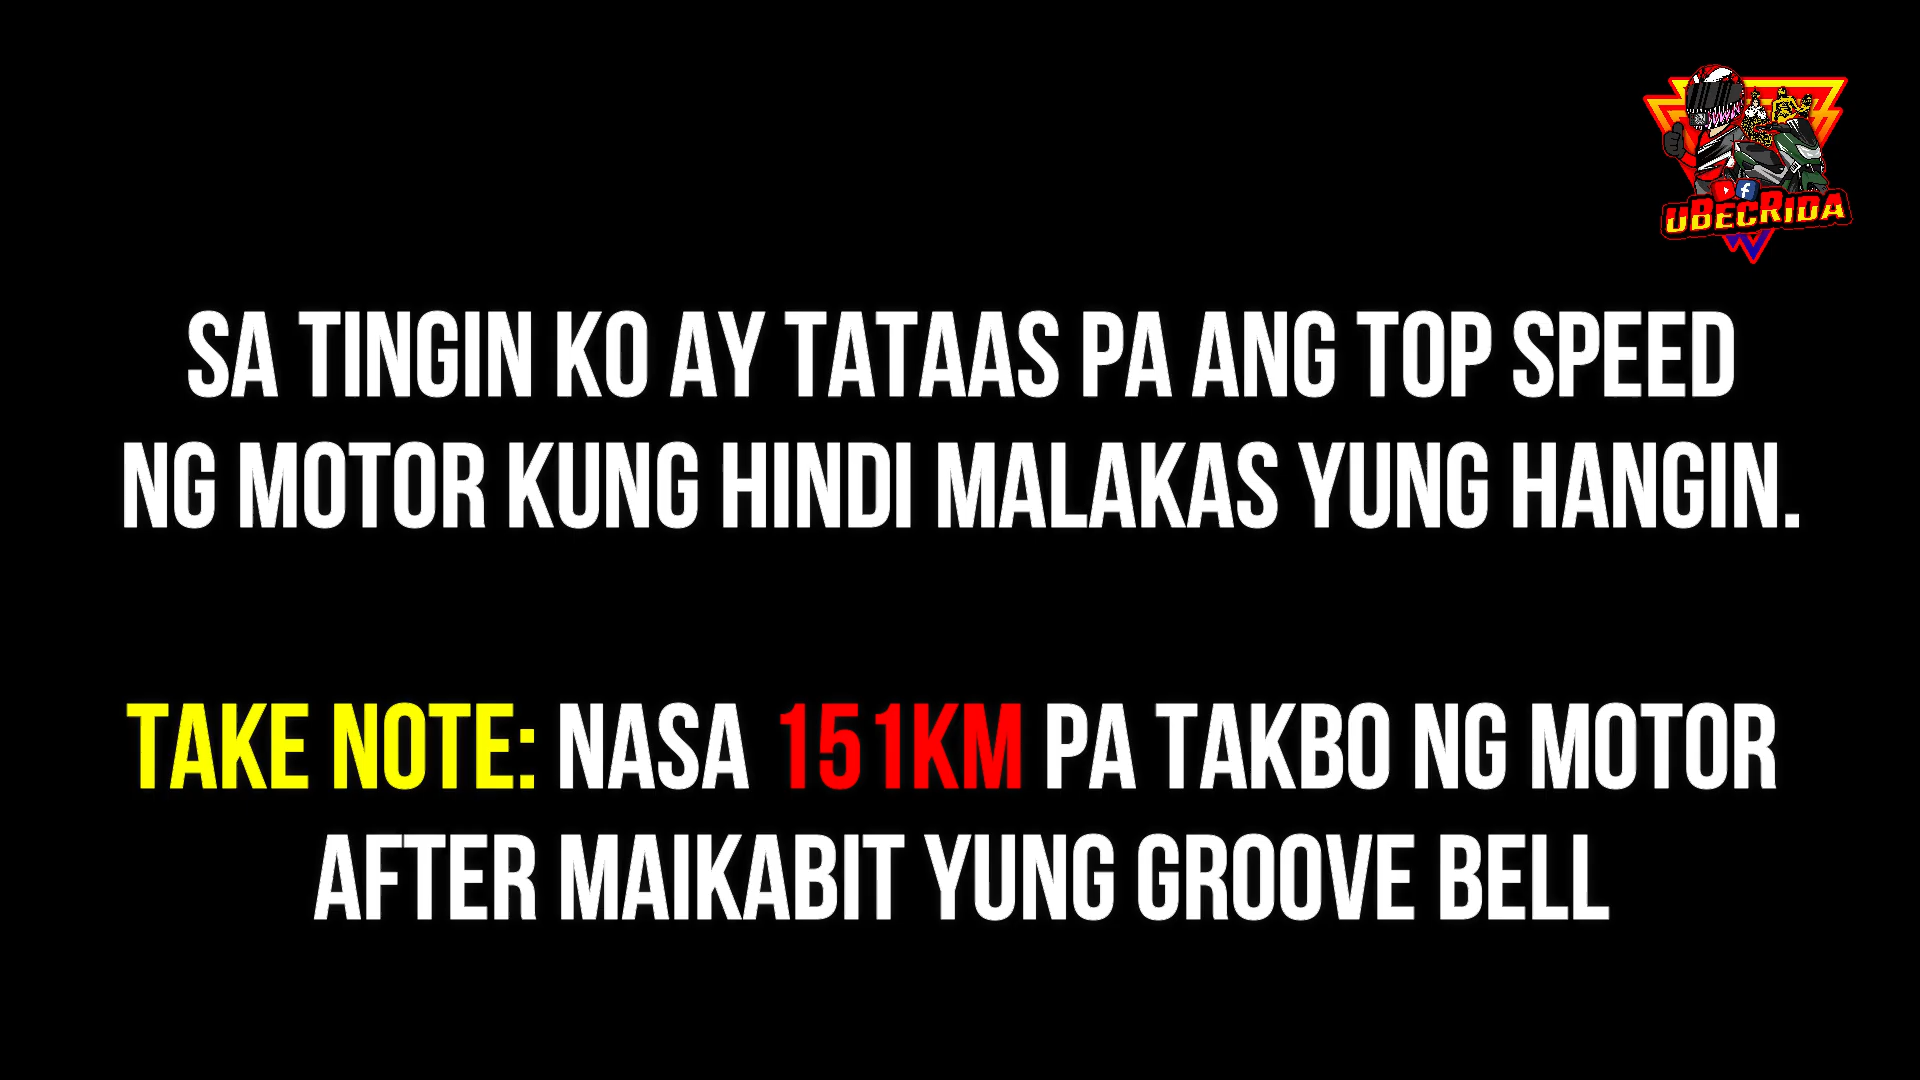 UBECRIDA
SA TINGIN KO AY TATAAS PA ANG TOP SPEED
NG MOTOR KUNG HINDI MALAKAS YUNG HANGIN.
TAKE NOTE: NASA 151KM PA TAKBO NG MOTOR
AFTER MAIKABIT YUNG GROOVE BELL